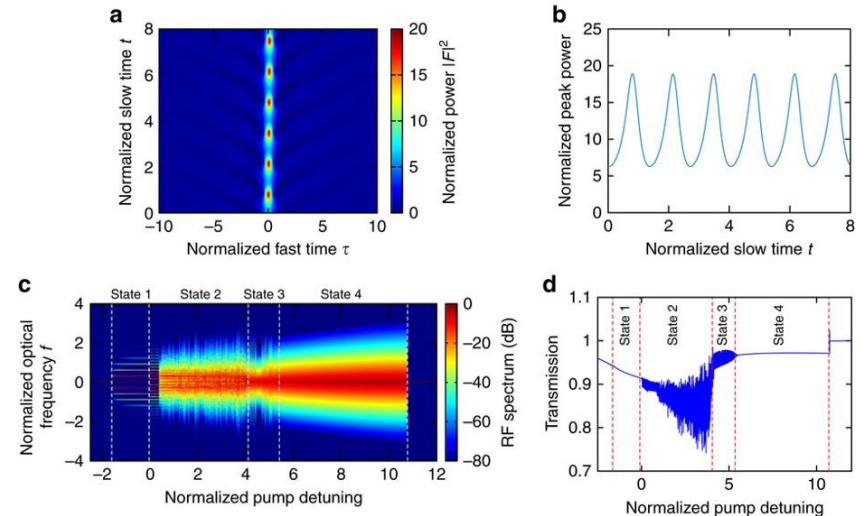 a
8
6
4
2
0
Normalized slow time t
−10
−5
0
5
10
Normalized fast time τ
20
15
10
5
0
Normalized power |F|²
b
25
20
15
10
5
0
Normalized peak power
0
2
4
6
8
Normalized slow time t
c
State 1
State 2
State 3
State 4
4
2
0
−2
−4
Normalized optical
frequency f
−2
0
2
4
6
8
10
12
Normalized pump detuning
0
−20
−40
−60
−80
RF spectrum (dB)
d
1.1
1
0.9
0.8
0.7
Transmission
State 1
State 2
State 3
State 4
0
5
10
Normalized pump detuning